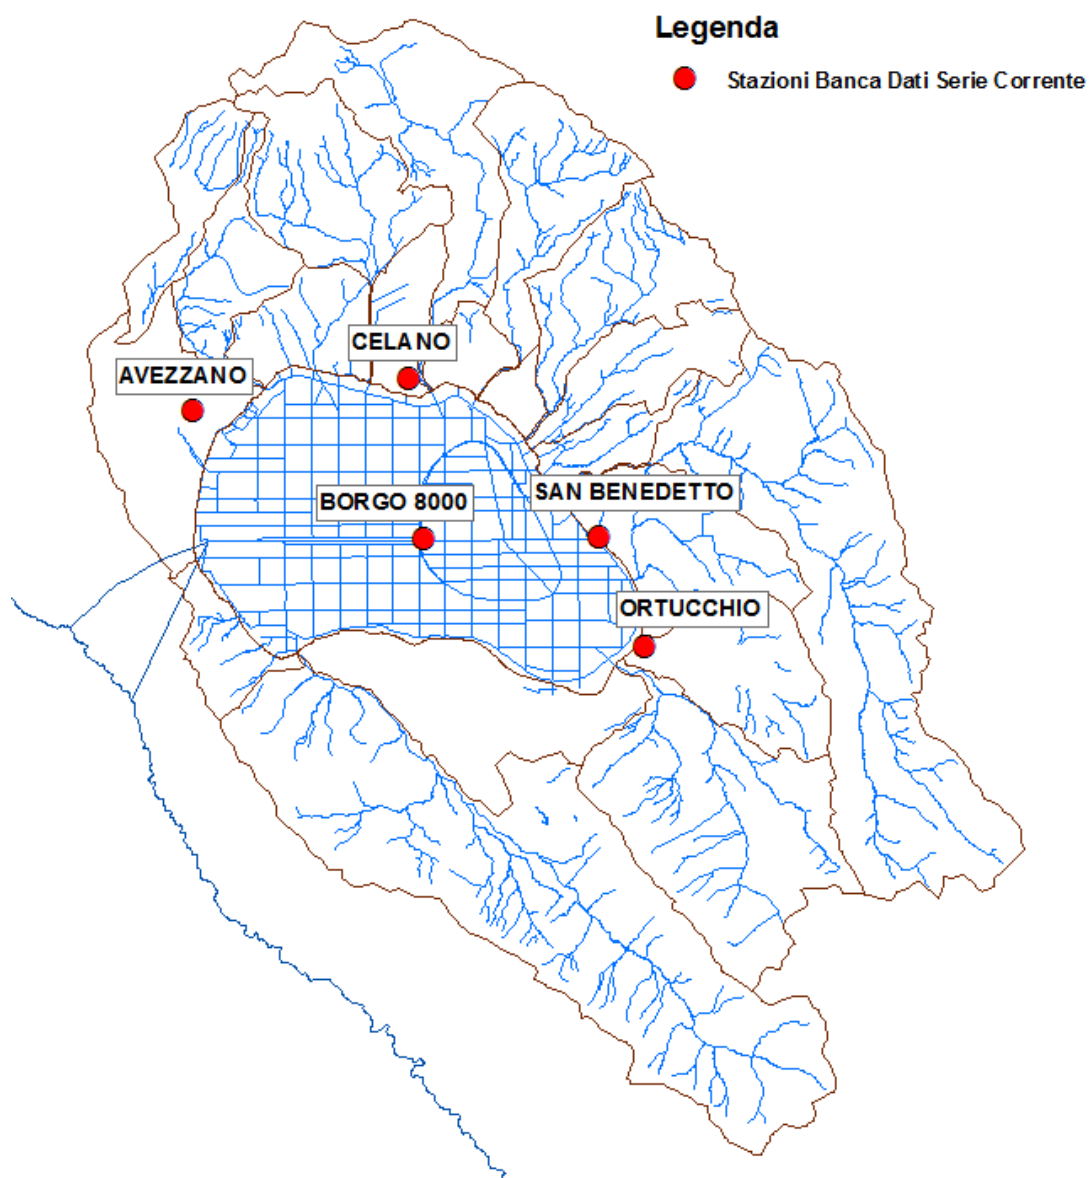 Legenda
Stazioni Banca Dati Serie Corrente
CELANO
AVEZZANO
BORGO 8000
SAN BENEDETTO
ORTUCCHIO